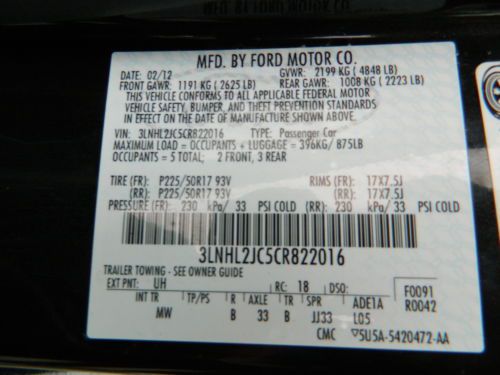 MFD. BY FORD MOTOR CO.
DATE: 02/12 GVWR: 2199 KG ( 4848 LB)
FRONT GAWR: 1191 KG ( 2625 LB) REAR GAWR: 1008 KG ( 2223 LB)
THIS VEHICLE CONFORMS TO ALL APPLICABLE FEDERAL MOTOR
VEHICLE SAFETY, BUMPER, AND THEFT PREVENTION STANDARDS
IN EFFECT ON THE DATE OF MANUFACTURE SHOWN ABOVE.
VIN: 3LNHL2JC5CR822016 TYPE: Passenger Car
MAXIMUM LOAD = OCCUPANTS + LUGGAGE = 396KG/ 875LB
OCCUPANTS = 5 TOTAL; 2 FRONT, 3 REAR
TIRE (FR): P225/50R17 93V RIMS (FR): 17X7.5J
(RR): P225/50R17 93V (RR): 17X7.5J
PRESSURE (FR): 230 kPa/ 33 PSI COLD (RR) 230 kPa/ 33 PSI COLD
3LNHL2JC5CR822016
TRAILER TOWING - SEE OWNER GUIDE
EXT PNT: UH RC: 18 DSO: F0091
INT TR TP/PS R AXLE TR SPR ADE1A R0042
MW B 33 B JJ33 L05
CMC ▽5U5A-5420472-AA